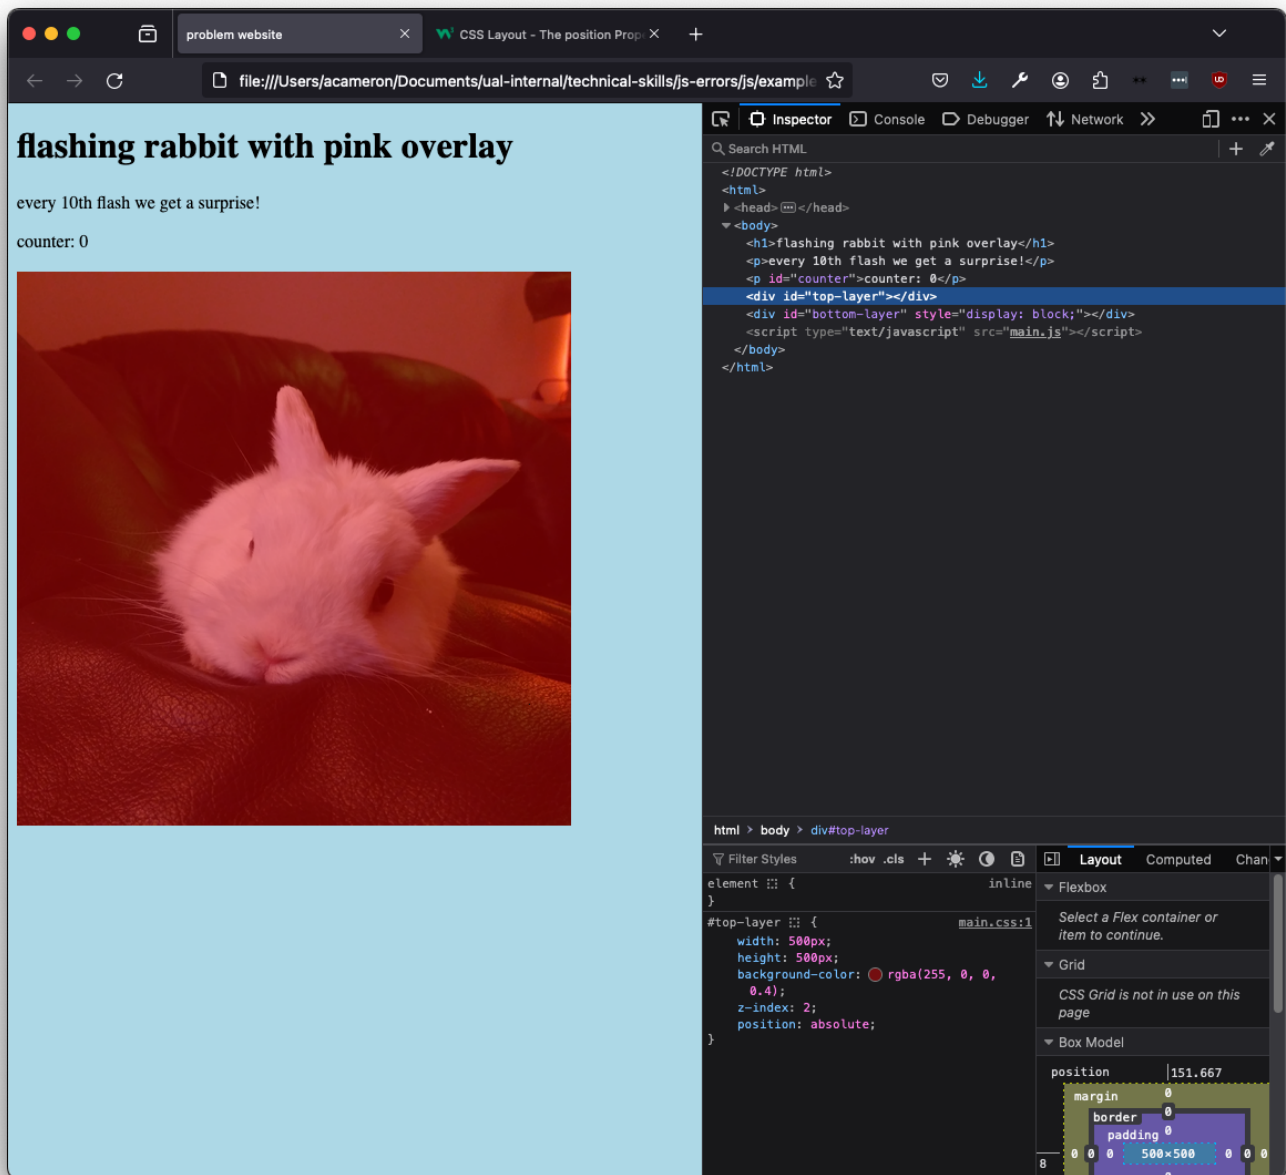 problem website
CSS Layout - The position Prop
file:///Users/acameron/Documents/ual-internal/technical-skills/js-errors/js/example
flashing rabbit with pink overlay
every 10th flash we get a surprise!
counter: 0
Inspector Console Debugger Network
Search HTML
<!DOCTYPE html>
<html>
<head></head>
<body>
<h1>flashing rabbit with pink overlay</h1>
<p>every 10th flash we get a surprise!</p>
<p id="counter">counter: 0</p>
<div id="top-layer"></div>
<div id="bottom-layer" style="display: block;"></div>
<script type="text/javascript" src="main.js"></script>
</body>
</html>
html > body > div#top-layer
Filter Styles :hov .cls
element { inline
}
#top-layer { main.css:1
width: 500px;
height: 500px;
background-color: rgba(255, 0, 0,
0.4);
z-index: 2;
position: absolute;
}
Layout Computed Chan
Flexbox
Select a Flex container or
item to continue.
Grid
CSS Grid is not in use on this
page
Box Model
position 151.667
margin 0
border 0
padding 0
8 0 0 0 500×500 0 0 0